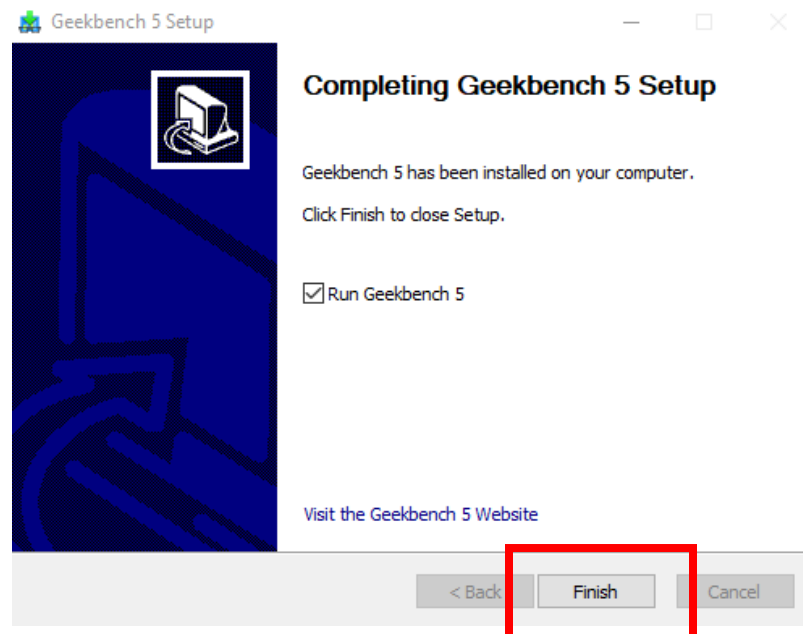 Geekbench 5 Setup
Completing Geekbench 5 Setup
Geekbench 5 has been installed on your computer.
Click Finish to close Setup.
Run Geekbench 5
Visit the Geekbench 5 Website
< Back Finish Cancel